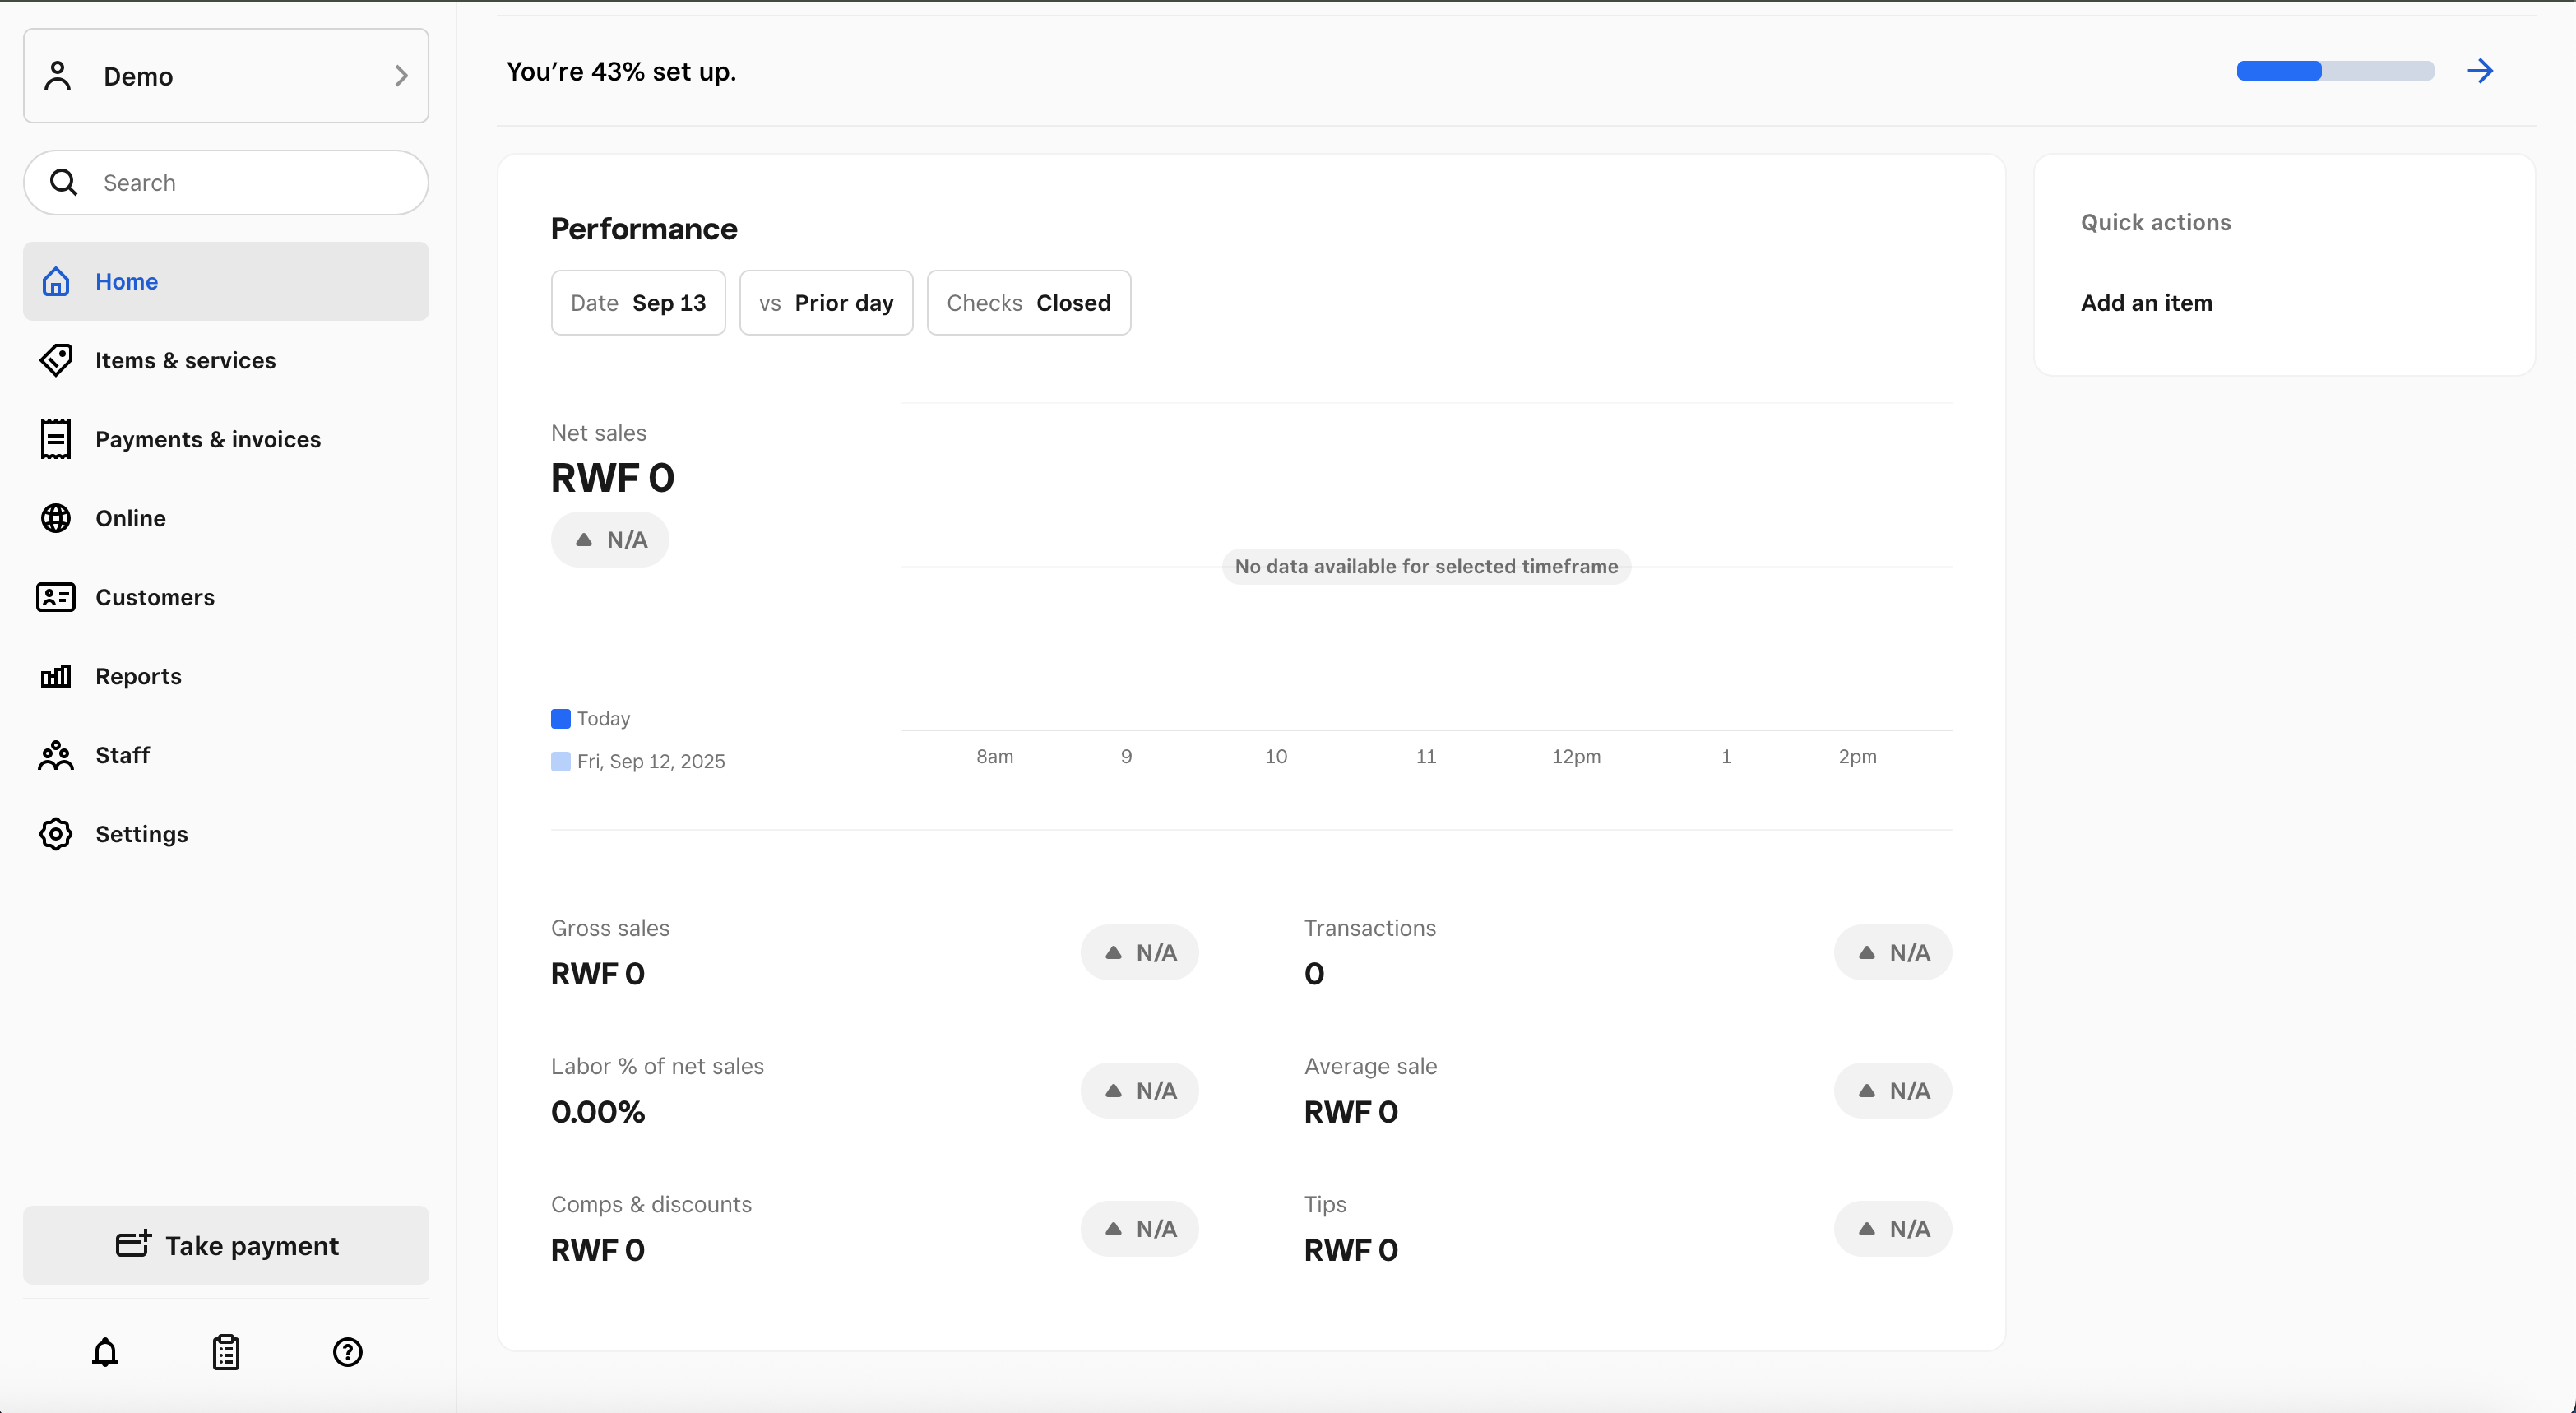 Demo
Search
Home
Items & services
Payments & invoices
Online
Customers
Reports
Staff
Settings
Take payment
You’re 43% set up.
Performance
Date Sep 13 vs Prior day Checks Closed
Net sales
RWF 0
N/A
No data available for selected timeframe
Today
Fri, Sep 12, 2025
8am 9 10 11 12pm 1 2pm
Gross sales
RWF 0
N/A
Transactions
0
N/A
Labor % of net sales
0.00%
N/A
Average sale
RWF 0
N/A
Comps & discounts
RWF 0
N/A
Tips
RWF 0
N/A
Quick actions
Add an item